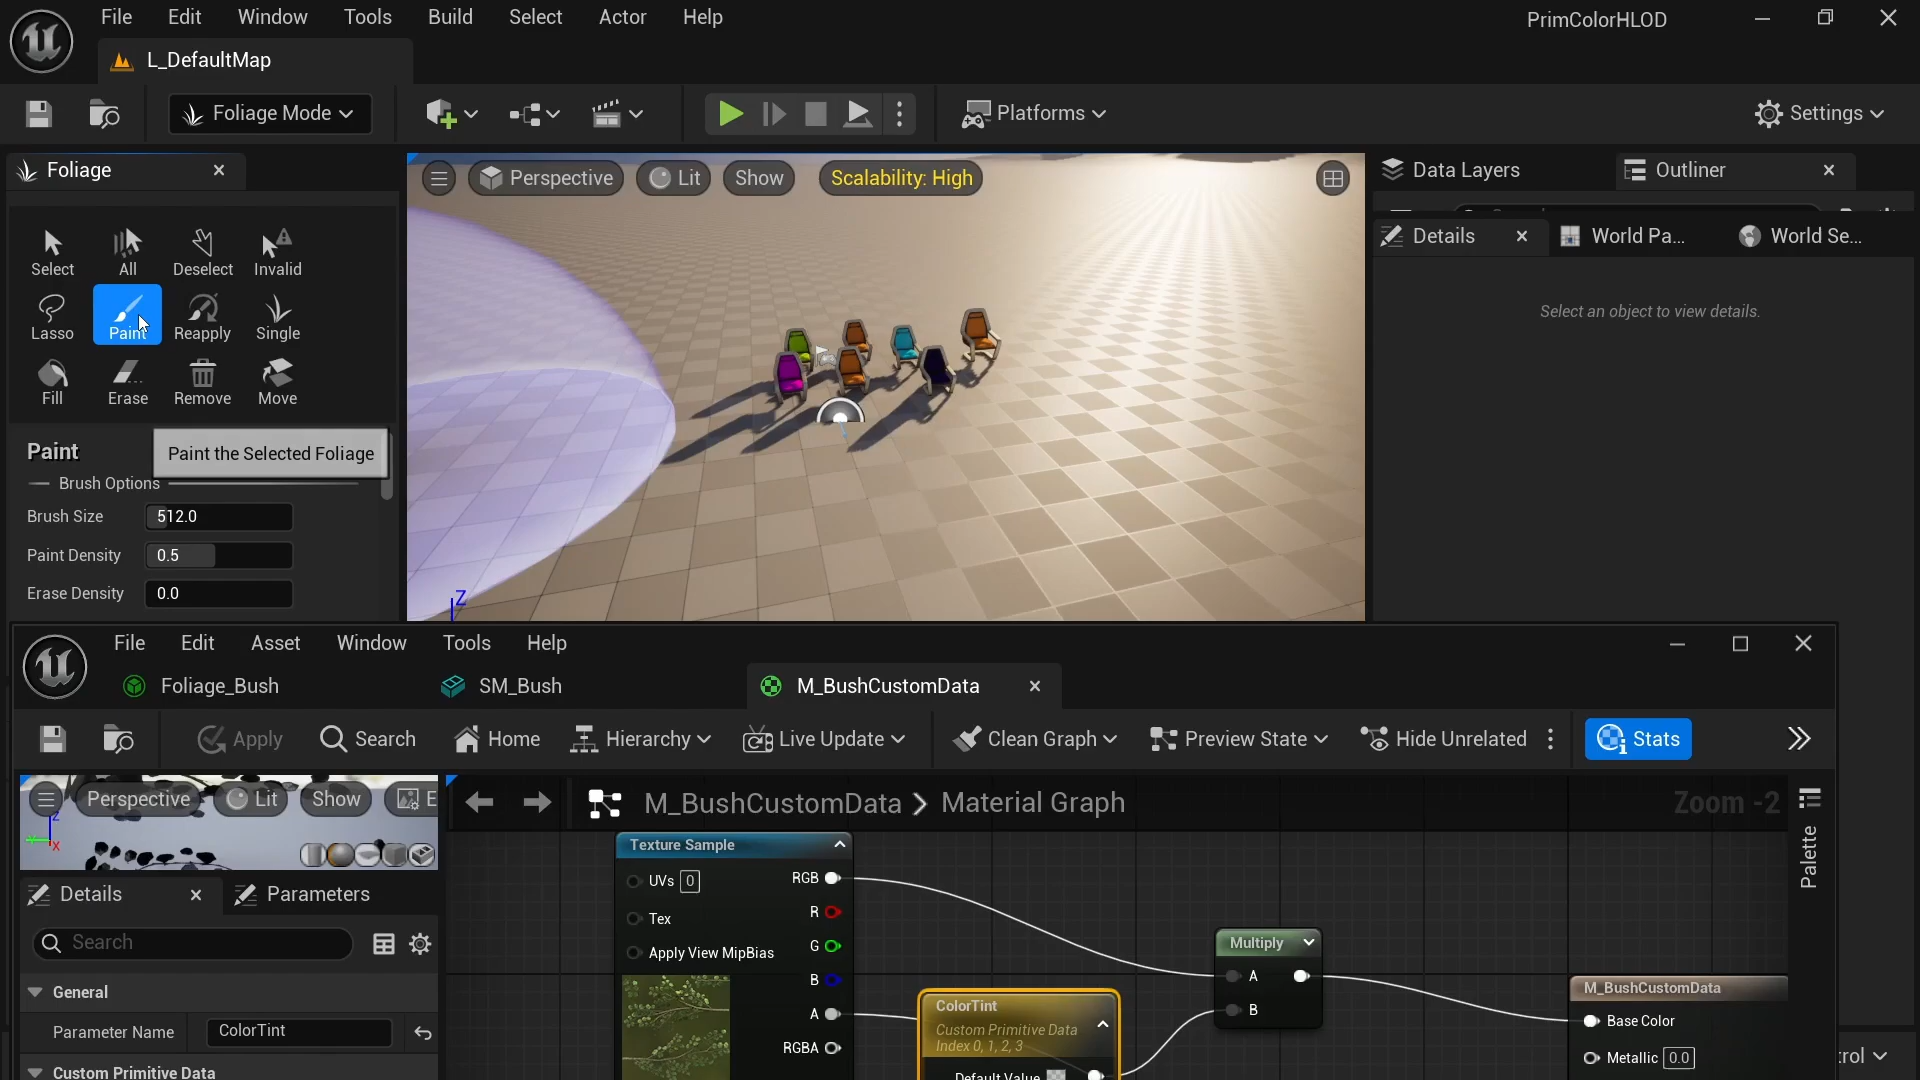 File Edit Window Tools Build Select Actor Help PrimColorHLOD
L_DefaultMap
Foliage Mode Platforms Settings
Foliage Perspective Lit Show Scalability: High Data Layers Outliner
Details World Pa... World Se...
Select All Deselect Invalid
Lasso Paint Reapply Single
Fill Erase Remove Move
Select an object to view details.
Paint
Paint the Selected Foliage
Brush Options
Brush Size 512.0
Paint Density 0.5
Erase Density 0.0
Z
File Edit Asset Window Tools Help
Foliage_Bush SM_Bush M_BushCustomData
Apply Search Home Hierarchy Live Update Clean Graph Preview State Hide Unrelated Stats
Perspective Lit Show E
Z
X
M_BushCustomData Material Graph Zoom -2
Palette
Details Parameters
Search
General
Parameter Name ColorTint
Custom Primitive Data
Texture Sample
UVs 0 RGB
R
Tex
G
Apply View MipBias
B
A
RGBA
ColorTint
Custom Primitive Data
Index 0, 1, 2, 3
Default Value
Multiply
A
B
M_BushCustomData
Base Color
Metallic 0.0
trol